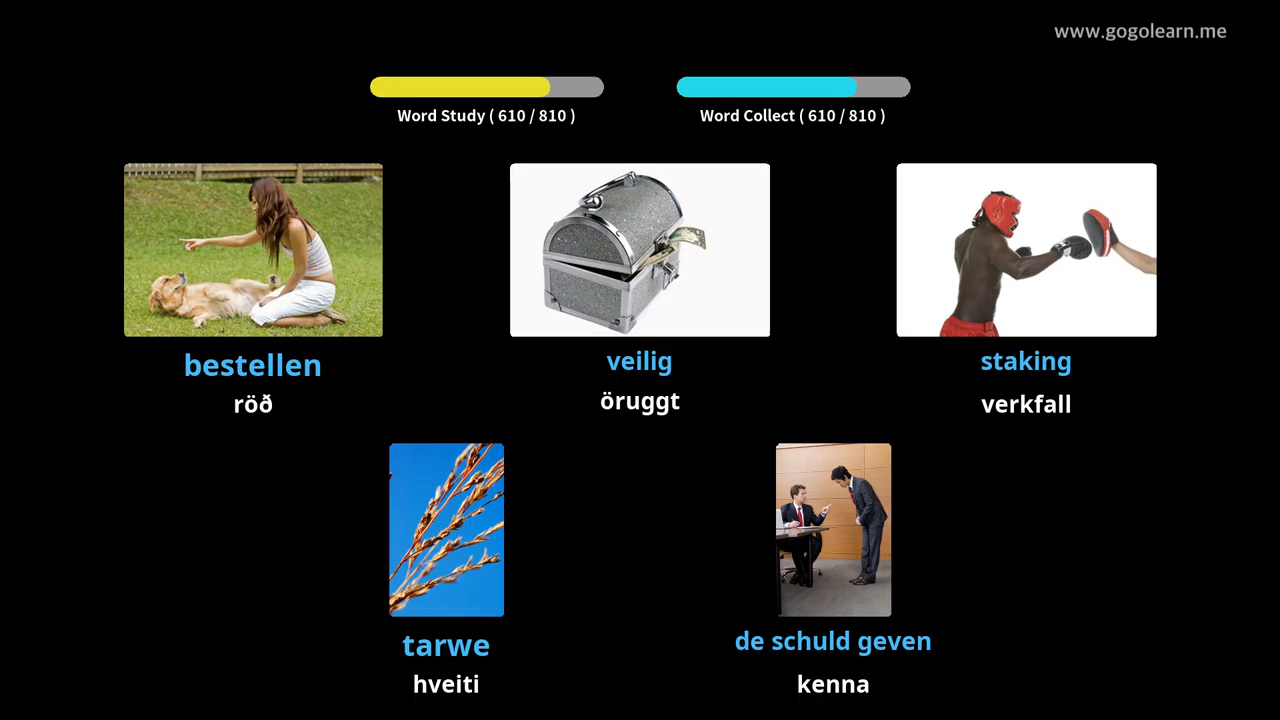 www.gogolearn.me
Word Study ( 610 / 810 )
Word Collect ( 610 / 810 )
bestellen
röð
veilig
öruggt
staking
verkfall
tarwe
hveiti
de schuld geven
kenna